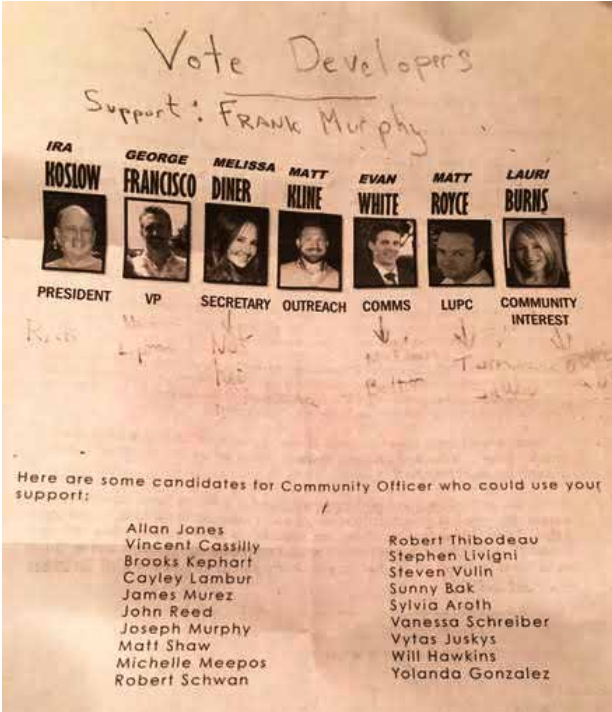 Vote Developers
Support: FRANK Murphy
IRA KOSLOW
GEORGE FRANCISCO
MELISSA DINER
MATT KLINE
EVAN WHITE
MATT ROYCE
LAURI BURNS
PRESIDENT
VP
SECRETARY
OUTREACH
COMMS
LUPC
COMMUNITY INTEREST
Rick
Here are some candidates for Community Officer who could use your
support:
Allan Jones
Vincent Cassilly
Brooks Kephart
Cayley Lambur
James Murez
John Reed
Joseph Murphy
Matt Shaw
Michelle Meepos
Robert Schwan
Robert Thibodeau
Stephen Livigni
Steven Vulin
Sunny Bak
Sylvia Aroth
Vanessa Schreiber
Vytas Juskys
Will Hawkins
Yolanda Gonzalez